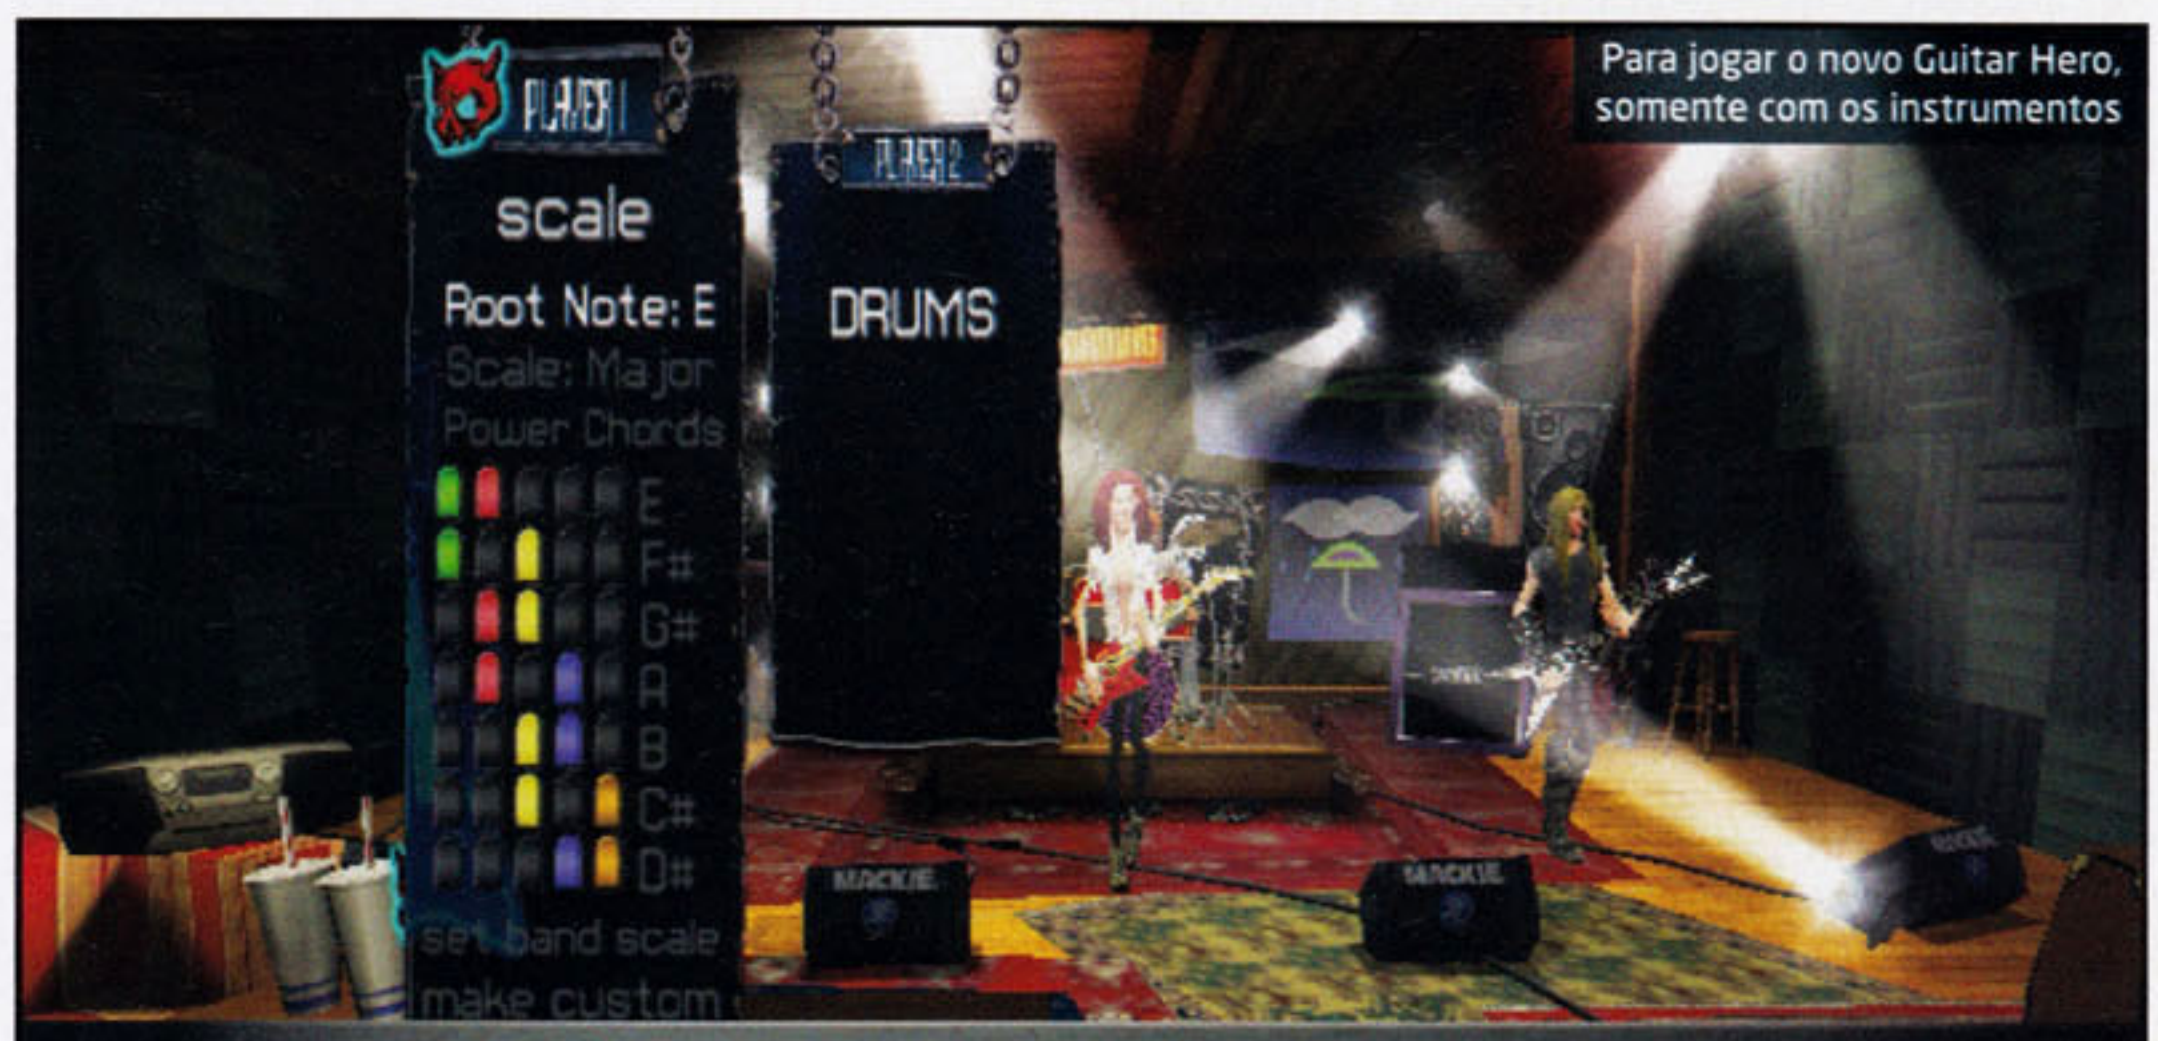 Para jogar o novo Guitar Hero,
somente com os instrumentos
PLAYER 1
scale
Root Note: E
Scale: Major
Power Chords
E
F#
G#
A
B
C#
D#
set band scale
make custom
PLAYER 2
DRUMS
MACKIE
MACKIE